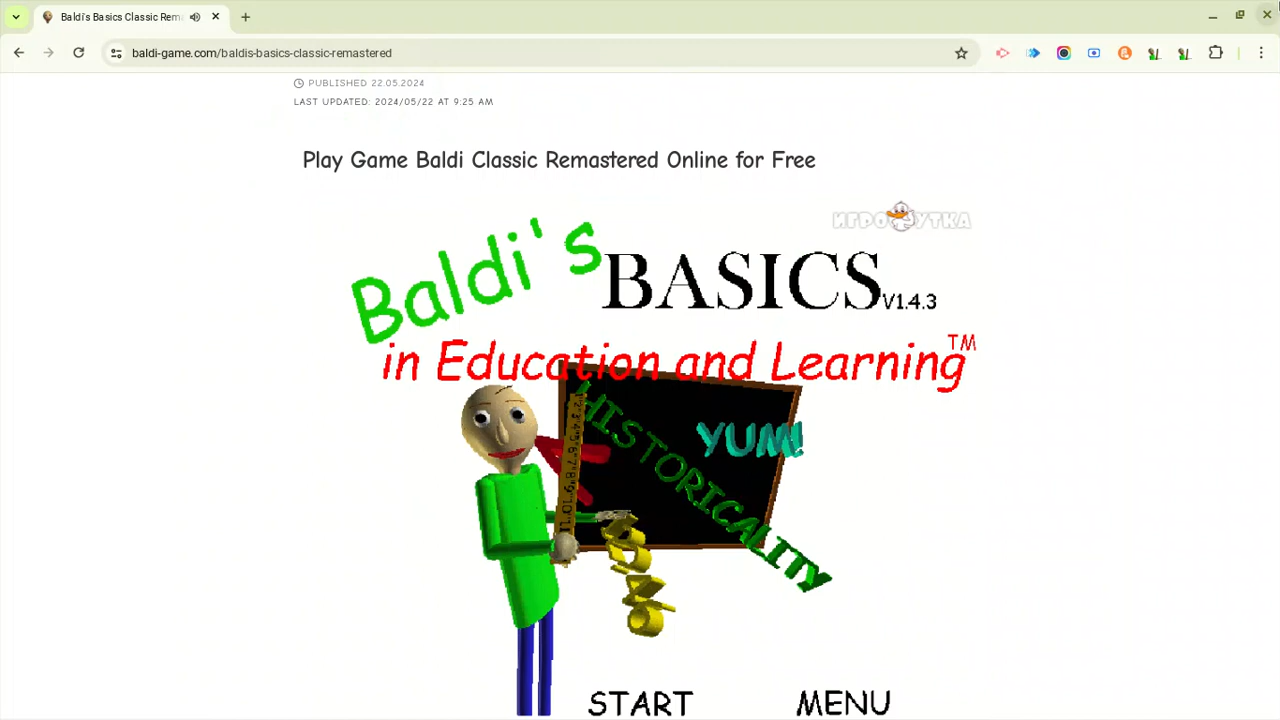 Baldi's Basics Classic Rem
baldi-game.com/baldis-basics-classic-remastered
PUBLISHED 22.05.2024
LAST UPDATED: 2024/05/22 AT 9:25 AM
Play Game Baldi Classic Remastered Online for Free
ИГРОУТКА
Baldi's BASICS V1.4.3
in Education and Learning TM
HISTORICALITY
YUM!
START MENU